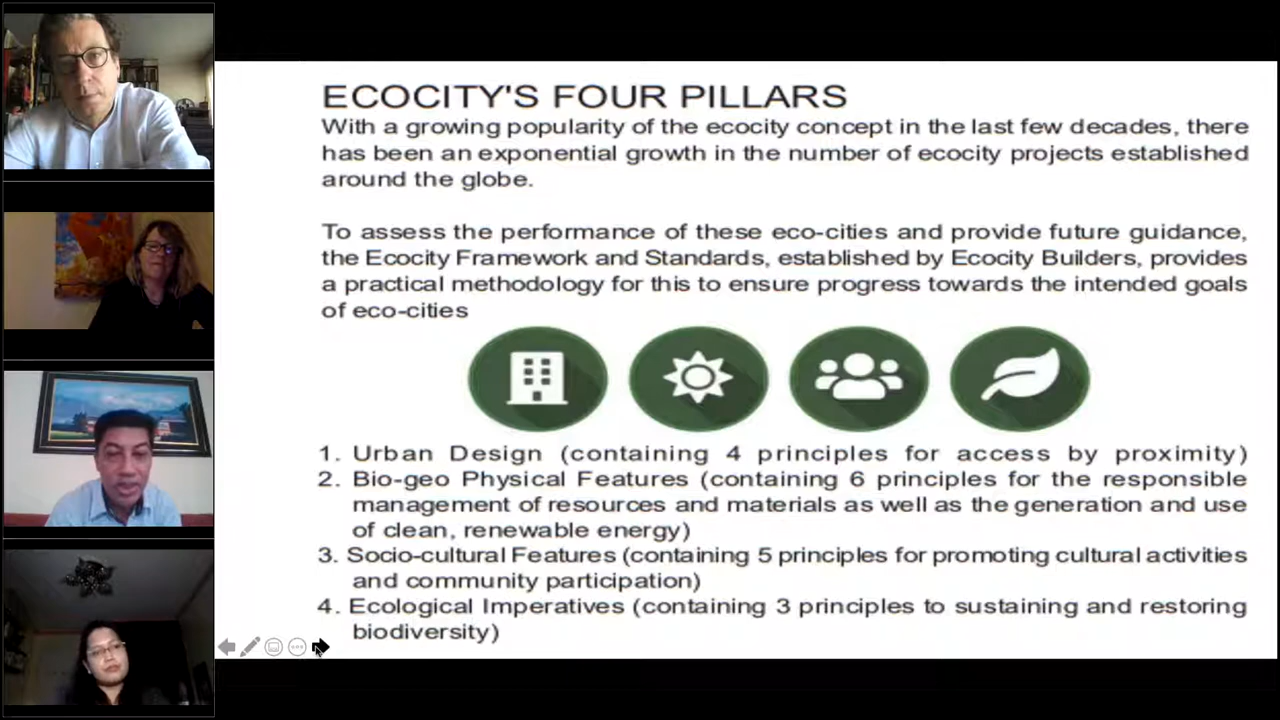 ECOCITY'S FOUR PILLARS
With a growing popularity of the ecocity concept in the last few decades, there
has been an exponential growth in the number of ecocity projects established
around the globe.
To assess the performance of these eco-cities and provide future guidance,
the Ecocity Framework and Standards, established by Ecocity Builders, provides
a practical methodology for this to ensure progress towards the intended goals
of eco-cities
1. Urban Design (containing 4 principles for access by proximity)
2. Bio-geo Physical Features (containing 6 principles for the responsible
management of resources and materials as well as the generation and use
of clean, renewable energy)
3. Socio-cultural Features (containing 5 principles for promoting cultural activities
and community participation)
4. Ecological Imperatives (containing 3 principles to sustaining and restoring
biodiversity)